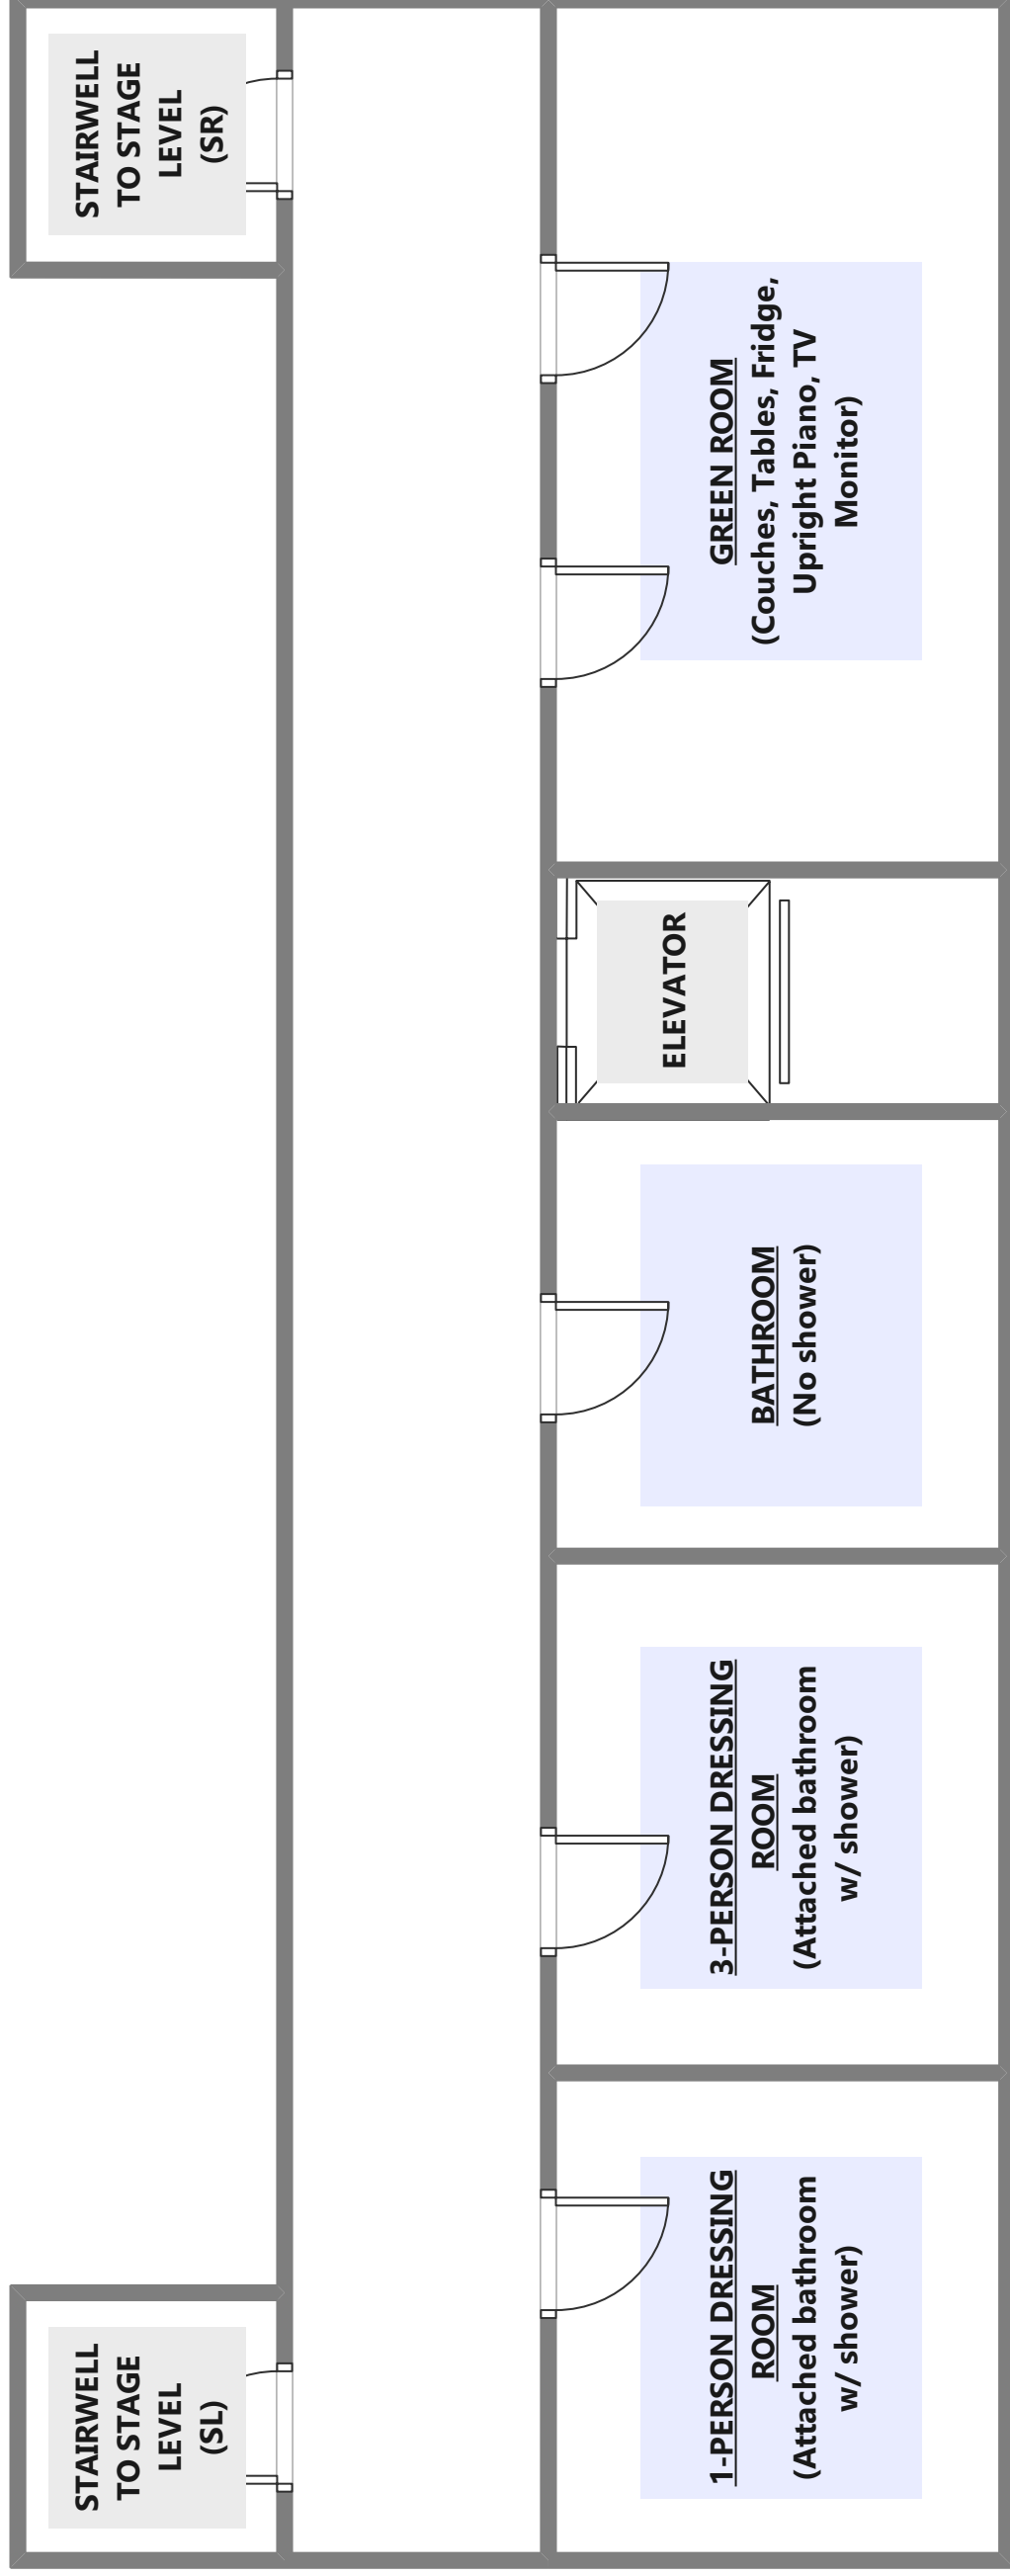 STAIRWELL
TO STAGE
LEVEL
(SL)
STAIRWELL
TO STAGE
LEVEL
(SR)
1-PERSON DRESSING
ROOM
(Attached bathroom
w/ shower)
3-PERSON DRESSING
ROOM
(Attached bathroom
w/ shower)
BATHROOM
(No shower)
ELEVATOR
GREEN ROOM
(Couches, Tables, Fridge,
Upright Piano, TV
Monitor)